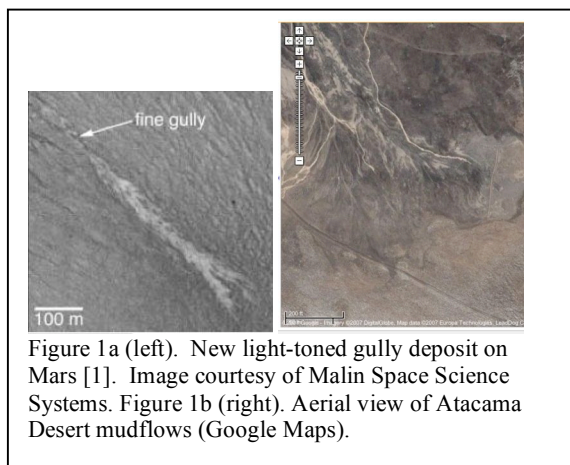 fine gully
100 m
Figure 1a (left).  New light-toned gully deposit on
Mars [1].  Image courtesy of Malin Space Science
Systems. Figure 1b (right). Aerial view of Atacama
Desert mudflows (Google Maps).